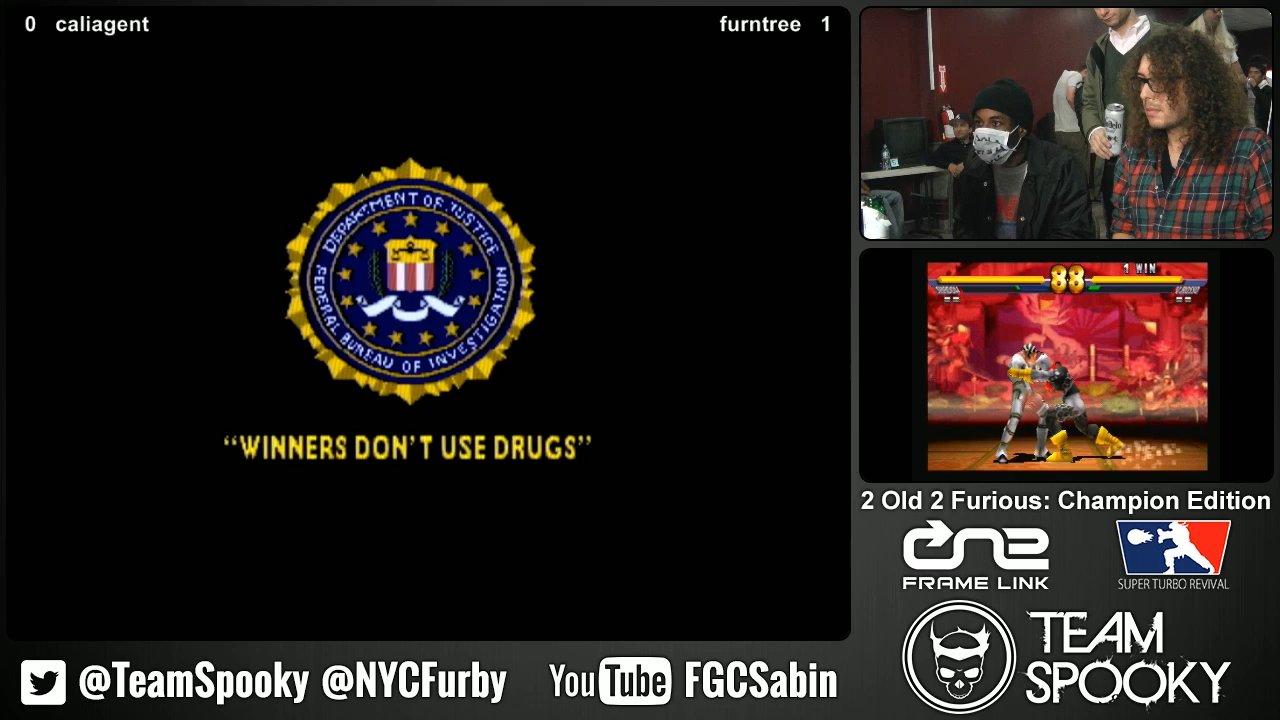 0 caliagent
furntree 1
DEPARTMENT OF JUSTICE
FEDERAL BUREAU OF INVESTIGATION
“WINNERS DON’T USE DRUGS”
88
1 WIN
2 Old 2 Furious: Champion Edition
ONE
FRAME LINK
SUPER TURBO REVIVAL
TEAM
SPOOKY
@TeamSpooky @NYCFurby
YouTube FGCSabin